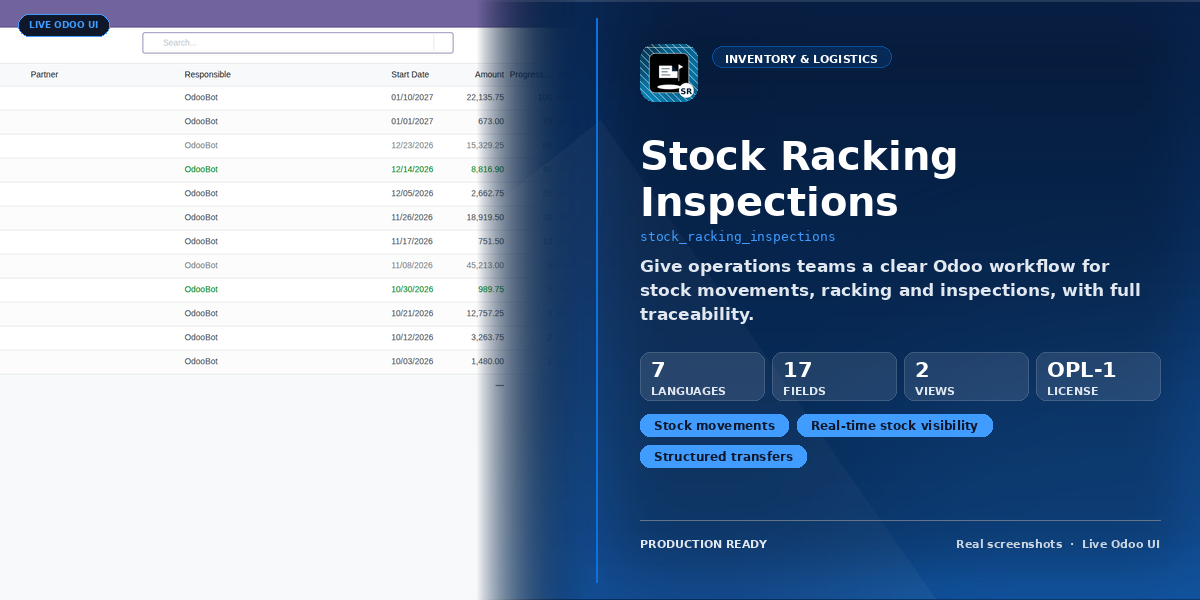 LIVE ODOO UI
Search...
Partner Responsible Start Date Amount Progress...
OdooBot 01/10/2027 22,135.75 100
OdooBot 01/01/2027 673.00
OdooBot 12/23/2026 15,329.25
OdooBot 12/14/2026 8,816.90
OdooBot 12/05/2026 2,662.75
OdooBot 11/26/2026 18,919.50
OdooBot 11/17/2026 751.50
OdooBot 11/08/2026 45,213.00
OdooBot 10/30/2026 989.75
OdooBot 10/21/2026 12,757.25
OdooBot 10/12/2026 3,263.75
OdooBot 10/03/2026 1,480.00
—
SR
INVENTORY & LOGISTICS
Stock Racking
Inspections
stock_racking_inspections
Give operations teams a clear Odoo workflow for
stock movements, racking and inspections, with full
traceability.
7 17 2 OPL-1
LANGUAGES FIELDS VIEWS LICENSE
Stock movements Real-time stock visibility
Structured transfers
PRODUCTION READY Real screenshots · Live Odoo UI